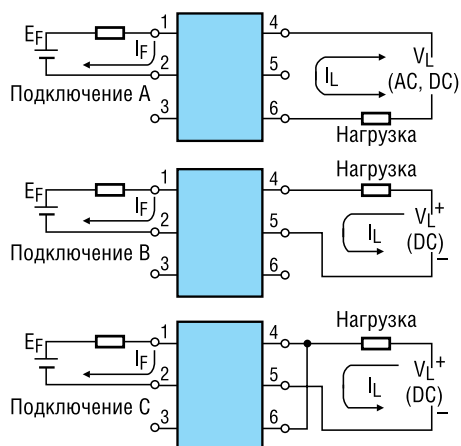 E_F 1 4
I_F V_L
2 5 I_L (AC, DC)
Подключение A
3 6
Нагрузка
Нагрузка
E_F 1 4
I_F V_L +
2 5 I_L (DC)
Подключение B –
3 6
Нагрузка
E_F 1 4
I_F V_L +
2 5 I_L (DC)
Подключение C –
3 6